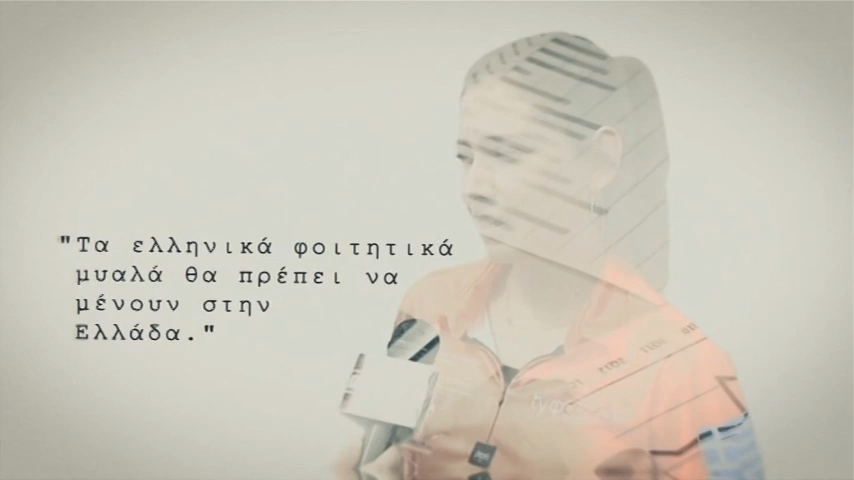 "Τα ελληνικά φοιτητικά
μυαλά θα πρέπει να
μένουν στην
Ελλάδα."